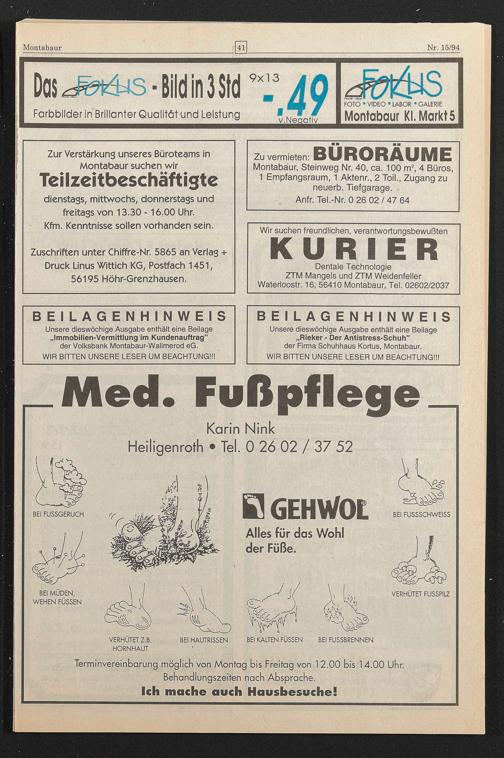 Montabaur
41
Nr. 15/94
Das FOKUS - Bild in 3 Std
9x13
-,49
v.Negativ
Farbbilder in Brillanter Qualität und Leistung
FOKUS
FOTO • VIDEO • LABOR • GALERIE
Montabaur Kl. Markt 5
Zur Verstärkung unseres Büroteams in
Montabaur suchen wir
Teilzeitbeschäftigte
dienstags, mittwochs, donnerstags und
freitags von 13.30 - 16.00 Uhr.
Kfm. Kenntnisse sollen vorhanden sein.
Zuschriften unter Chiffre-Nr. 5865 an Verlag +
Druck Linus Wittich KG, Postfach 1451,
56195 Höhr-Grenzhausen.
Zu vermieten: BÜRORÄUME
Montabaur, Steinweg Nr. 40, ca. 100 m², 4 Büros,
1 Empfangsraum, 1 Aktenr., 2 Toil., Zugang zu
neuerb. Tiefgarage.
Anfr. Tel.-Nr. 0 26 02 / 47 64
Wir suchen freundlichen, verantwortungsbewußten
KURIER
Dentale Technologie
ZTM Mangels und ZTM Weidenfeller
Waterloostr. 16, 56410 Montabaur, Tel. 02602/2037
BEILAGENHINWEIS
Unsere dieswöchige Ausgabe enthält eine Beilage
„Immobilien-Vermittlung im Kundenauftrag"
der Volksbank Montabaur-Wallmerod eG.
WIR BITTEN UNSERE LESER UM BEACHTUNG!!!
BEILAGENHINWEIS
Unsere dieswöchige Ausgabe enthält eine Beilage
„Rieker - Der Antistress-Schuh"
der Firma Schuhhaus Kortus, Montabaur.
WIR BITTEN UNSERE LESER UM BEACHTUNG!!!
Med. Fußpflege
Karin Nink
Heiligenroth • Tel. 0 26 02 / 37 52
BEI FUSSGERUCH
GEHWOL
Alles für das Wohl
der Füße.
BEI FUSSSCHWEISS
BEI MÜDEN,
WEHEN FÜSSEN
VERHÜTET FUSSPILZ
VERHÜTET Z.B.
HORNHAUT
BEI HAUTRISSEN
BEI KALTEN FÜSSEN
BEI FUSSBRENNEN
Terminvereinbarung möglich von Montag bis Freitag von 12.00 bis 14.00 Uhr.
Behandlungszeiten nach Absprache.
Ich mache auch Hausbesuche!